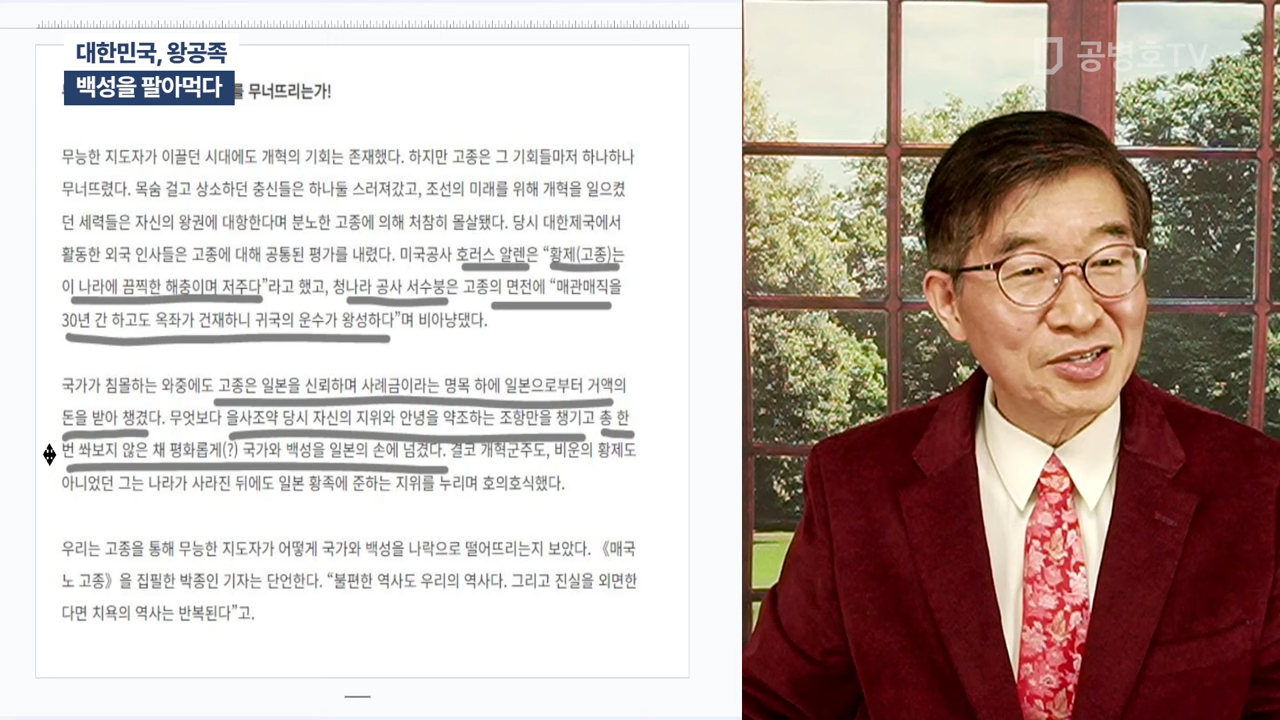 대한민국, 왕공족
백성을 팔아먹다
를 무너뜨리는가!
공병호TV
무능한 지도자가 이끌던 시대에도 개혁의 기회는 존재했다. 하지만 고종은 그 기회들마저 하나하나
무너뜨렸다. 목숨 걸고 상소하던 충신들은 하나둘 스러져갔고, 조선의 미래를 위해 개혁을 일으켰
던 세력들은 자신의 왕권에 대항한다며 분노한 고종에 의해 처참히 몰살됐다. 당시 대한제국에서
활동한 외국 인사들은 고종에 대해 공통된 평가를 내렸다. 미국공사 호러스 알렌은 “황제(고종)는
이 나라에 끔찍한 해충이며 저주다”라고 했고, 청나라 공사 서수붕은 고종의 면전에 “매관매직을
30년 간 하고도 옥좌가 건재하니 귀국의 운수가 왕성하다”며 비아냥댔다.
국가가 침몰하는 와중에도 고종은 일본을 신뢰하며 사례금이라는 명목 하에 일본으로부터 거액의
돈을 받아 챙겼다. 무엇보다 을사조약 당시 자신의 지위와 안녕을 약조하는 조항만을 챙기고 총 한
번 쏴보지 않은 채 평화롭게(?) 국가와 백성을 일본의 손에 넘겼다. 결코 개혁군주도, 비운의 황제도
아니었던 그는 나라가 사라진 뒤에도 일본 황족에 준하는 지위를 누리며 호의호식했다.
우리는 고종을 통해 무능한 지도자가 어떻게 국가와 백성을 나락으로 떨어뜨리는지 보았다. 《매국
노 고종》을 집필한 박종인 기자는 단언한다. “불편한 역사도 우리의 역사다. 그리고 진실을 외면한
다면 치욕의 역사는 반복된다”고.